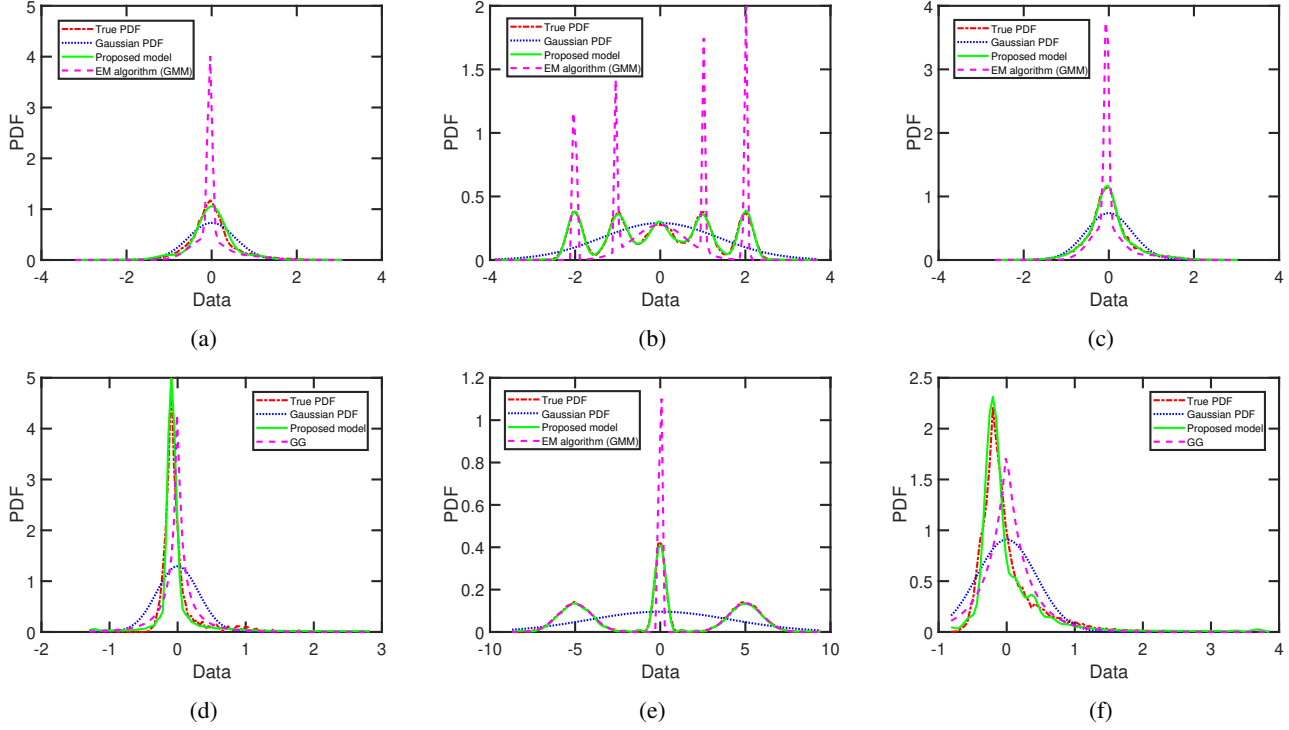 5
4
3
2
1
0
PDF
-4
-2
0
2
4
Data
True PDF
Gaussian PDF
Proposed model
EM algorithm (GMM)
(a)
2
1.5
1
0.5
0
PDF
-4
-2
0
2
4
Data
True PDF
Gaussian PDF
Proposed model
EM algorithm (GMM)
(b)
4
3
2
1
0
PDF
-4
-2
0
2
4
Data
True PDF
Gaussian PDF
Proposed model
EM algorithm (GMM)
(c)
5
4
3
2
1
0
PDF
-2
-1
0
1
2
3
Data
True PDF
Gaussian PDF
Proposed model
GG
(d)
1.2
1
0.8
0.6
0.4
0.2
0
PDF
-10
-5
0
5
10
Data
True PDF
Gaussian PDF
Proposed model
EM algorithm (GMM)
(e)
2.5
2
1.5
1
0.5
0
PDF
-1
0
1
2
3
4
Data
True PDF
Gaussian PDF
Proposed model
GG
(f)